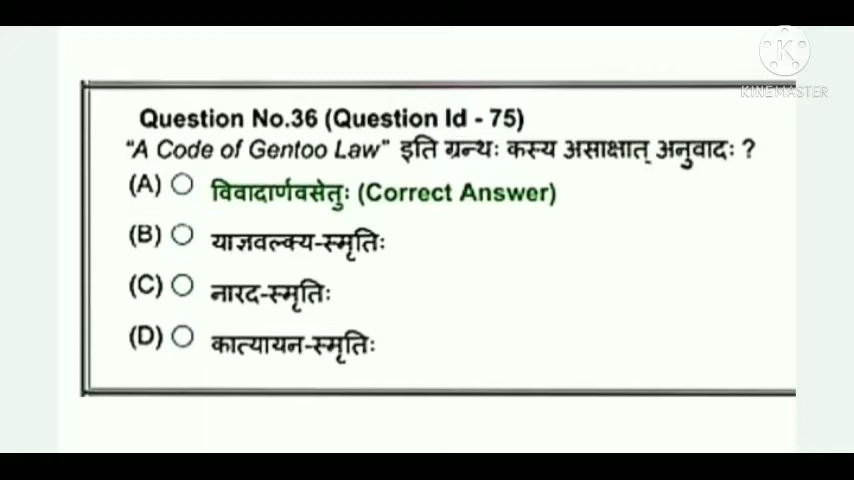 KINEMASTER
Question No.36 (Question Id - 75)
"A Code of Gentoo Law" इति ग्रन्थः कस्य असाक्षात् अनुवादः ?
(A) विवादार्णवसेतुः (Correct Answer)
(B) याज्ञवल्क्य-स्मृतिः
(C) नारद-स्मृतिः
(D) कात्यायन-स्मृतिः